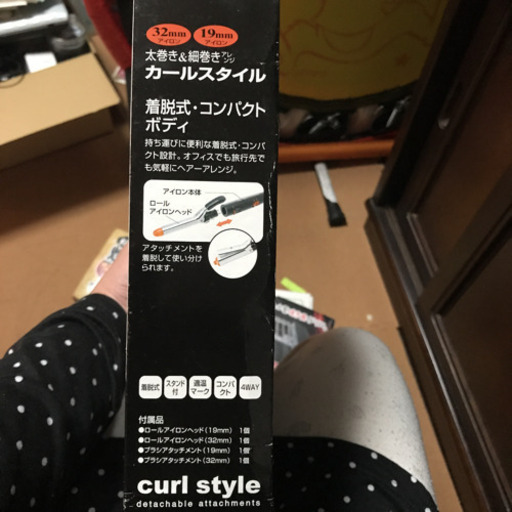 32mm 19mm
アイロン アイロン
太巻き&細巻きアレンジ
カールスタイル
着脱式・コンパクト
ボディ
持ち運びに便利な着脱式・コンパ
クト設計。オフィスでも旅行先で
も気軽にヘアーアレンジ。
アイロン本体
ロール
アイロンヘッド
アタッチメントを
着脱して使い分け
られます。
着脱式 スタンド付 適温マーク コンパクト 4WAY
付属品
●ロールアイロンヘッド(19mm) 1個
●ロールアイロンヘッド(32mm) 1個
●ブラシアタッチメント(19mm) 1個
●ブラシアタッチメント(32mm) 1個
curl style
detachable attachments